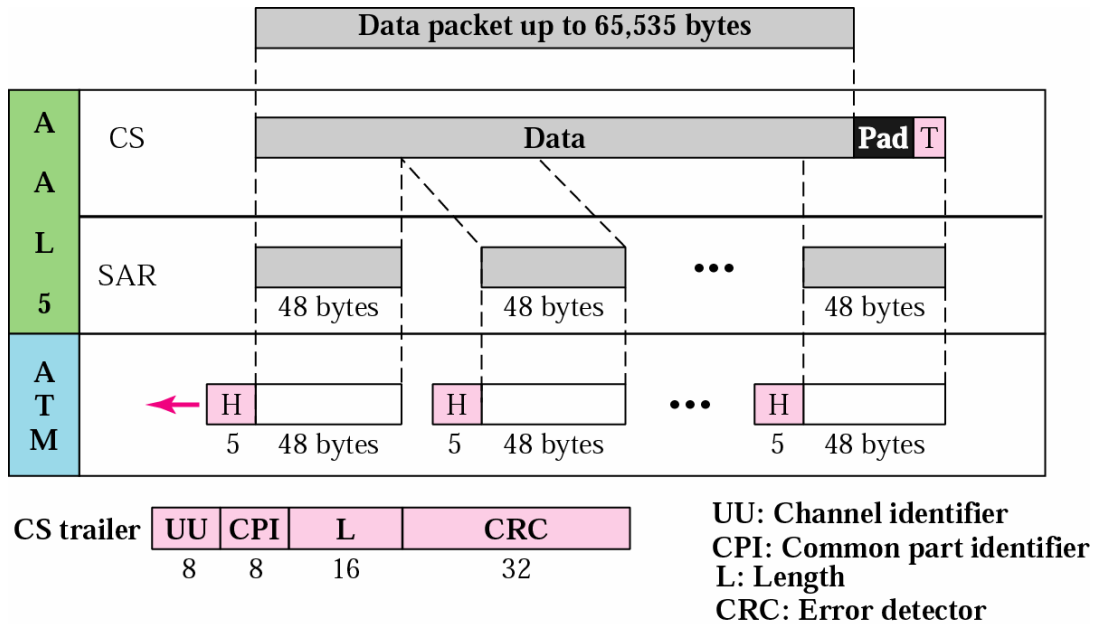 Data packet up to 65,535 bytes
A
A
L
5
CS
Data
Pad
T
SAR
•••
48 bytes
48 bytes
48 bytes
A
T
M
H
H
•••
H
5
48 bytes
5
48 bytes
5
48 bytes
CS trailer
UU
CPI
L
CRC
8
8
16
32
UU: Channel identifier
CPI: Common part identifier
L: Length
CRC: Error detector